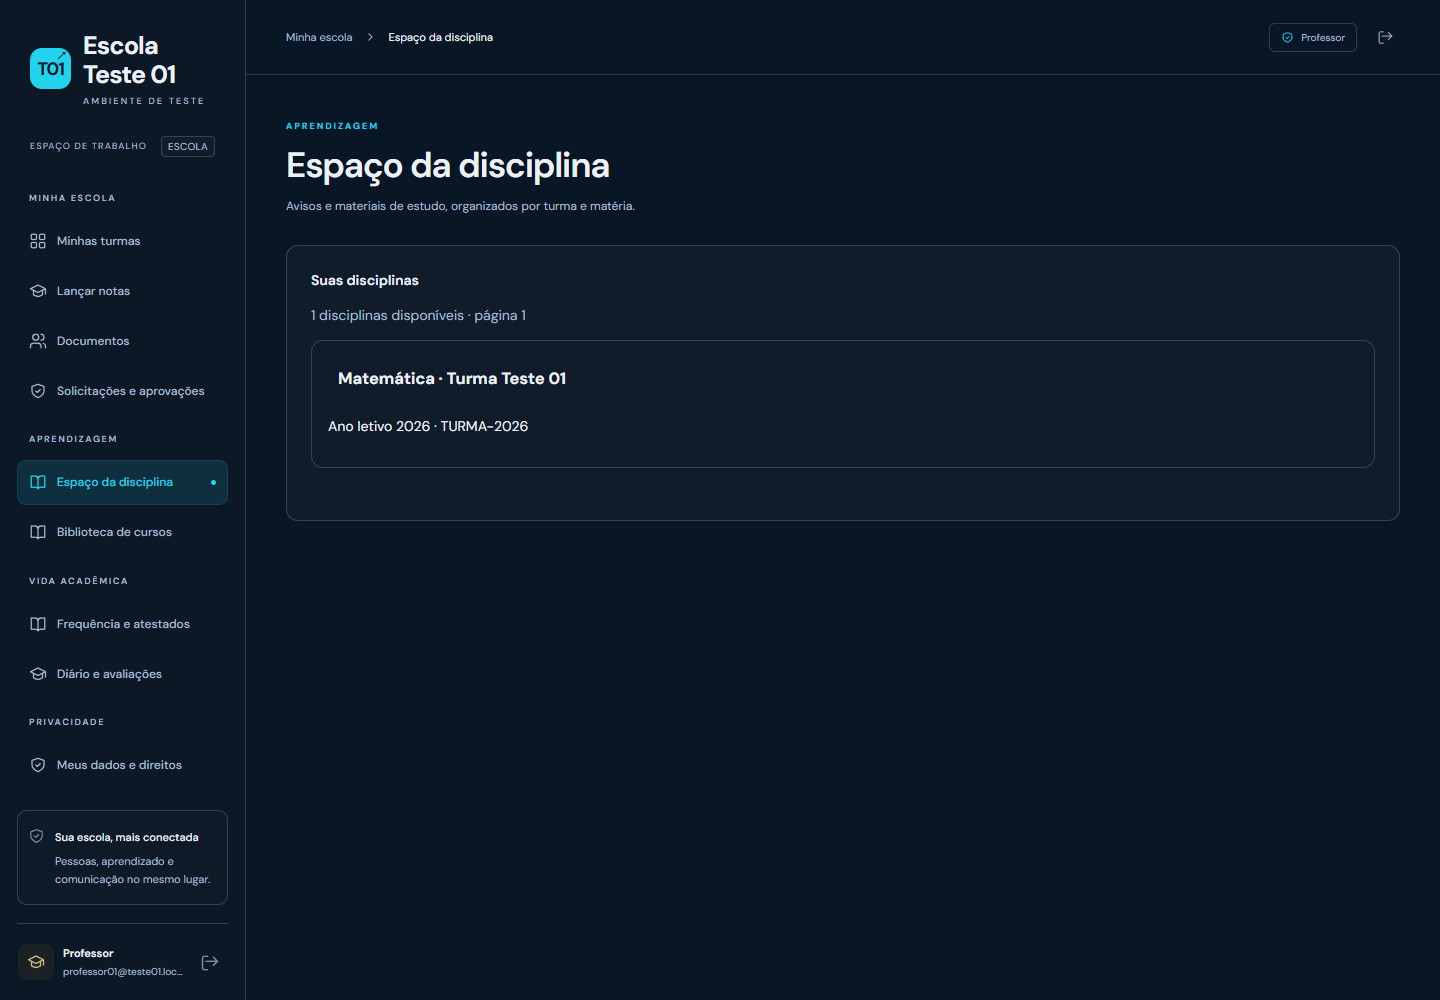 T01
Escola
Teste 01
AMBIENTE DE TESTE
ESPAÇO DE TRABALHO ESCOLA
MINHA ESCOLA
Minhas turmas
Lançar notas
Documentos
Solicitações e aprovações
APRENDIZAGEM
Espaço da disciplina
Biblioteca de cursos
VIDA ACADÊMICA
Frequência e atestados
Diário e avaliações
PRIVACIDADE
Meus dados e direitos
Sua escola, mais conectada
Pessoas, aprendizado e
comunicação no mesmo lugar.
Professor
professor01@teste01.loc...
Minha escola > Espaço da disciplina
Professor
APRENDIZAGEM
Espaço da disciplina
Avisos e materiais de estudo, organizados por turma e matéria.
Suas disciplinas
1 disciplinas disponíveis · página 1
Matemática · Turma Teste 01
Ano letivo 2026 · TURMA-2026